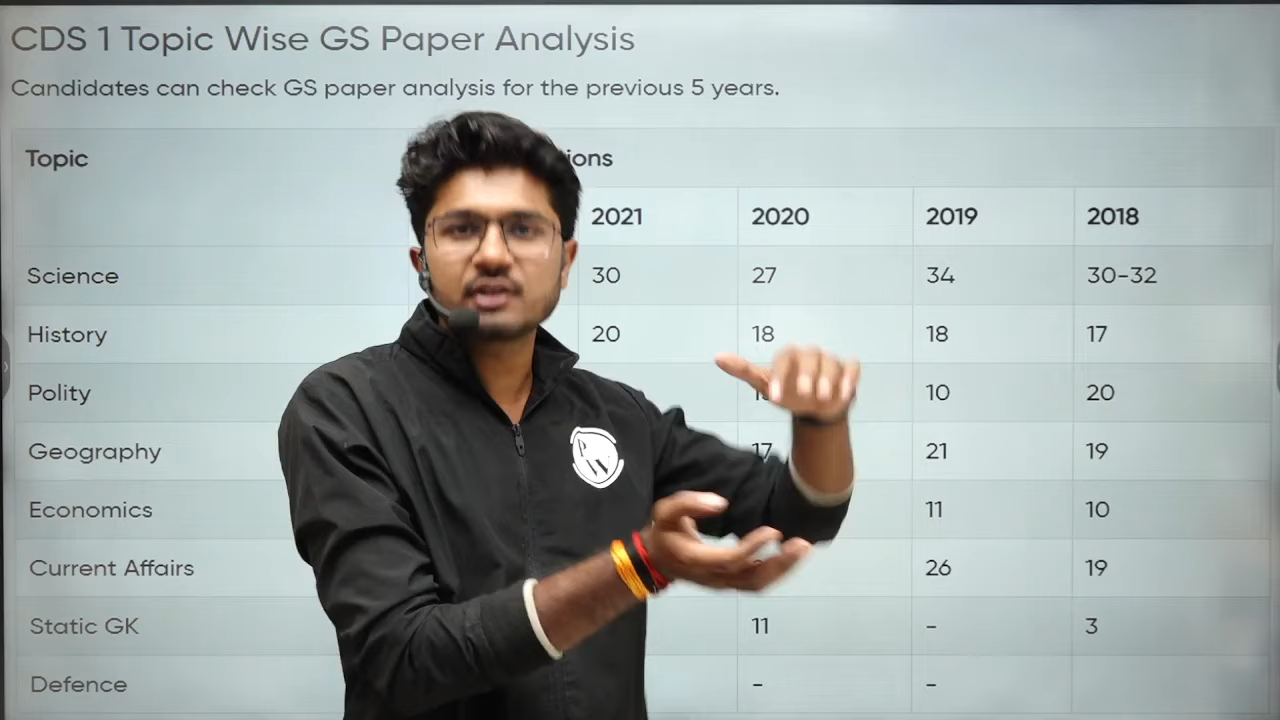 CDS 1 Topic Wise GS Paper Analysis
Candidates can check GS paper analysis for the previous 5 years.
Topic
2021 2020 2019 2018
Science 30 27 34 30-32
History 20 18 18 17
Polity 10 20
Geography 17 21 19
Economics 11 10
Current Affairs 26 19
Static GK 11 - 3
Defence - -